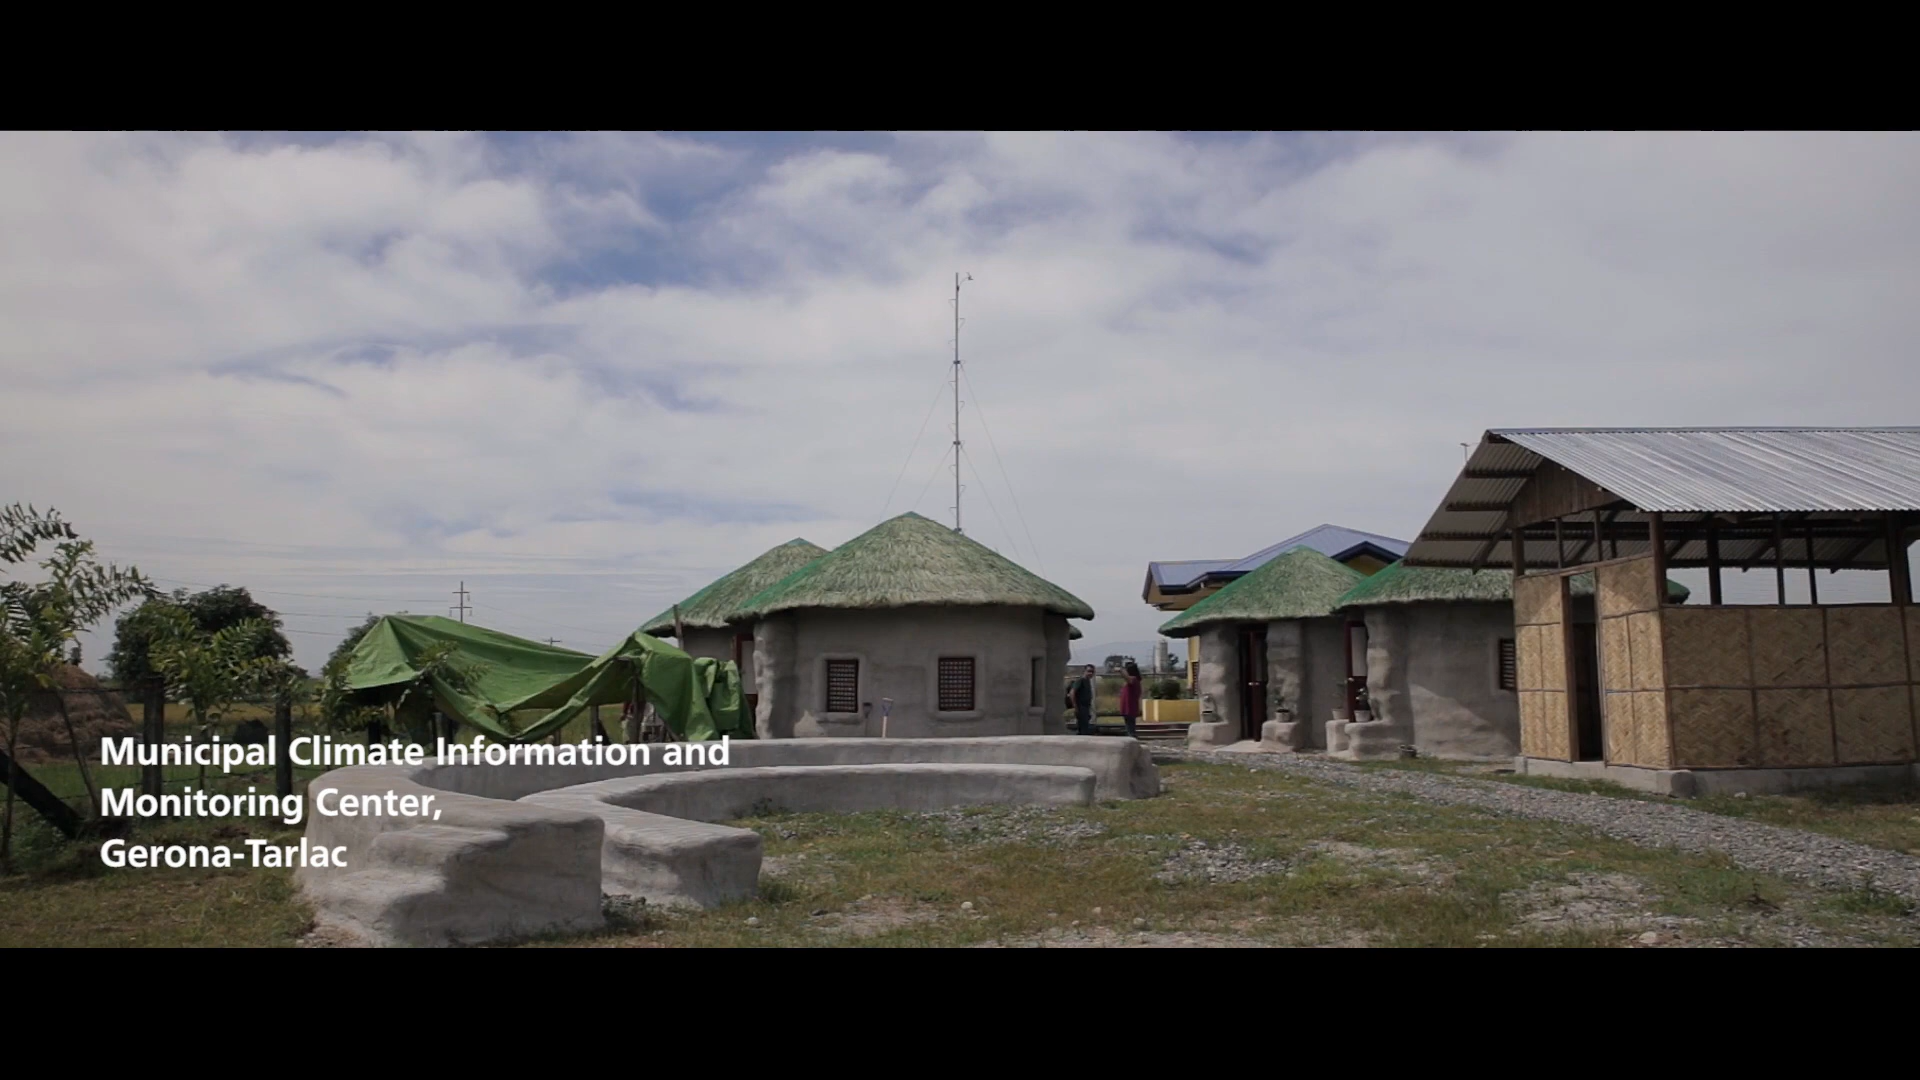 Municipal Climate Information and
Monitoring Center,
Gerona-Tarlac